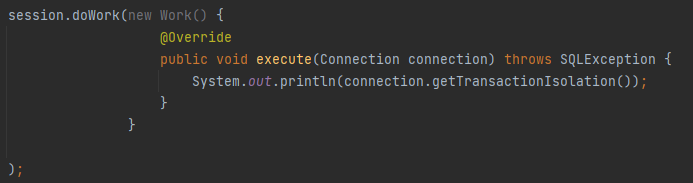 session.doWork(new Work() {
@Override
public void execute(Connection connection) throws SQLException {
System.out.println(connection.getTransactionIsolation());
}
}
);